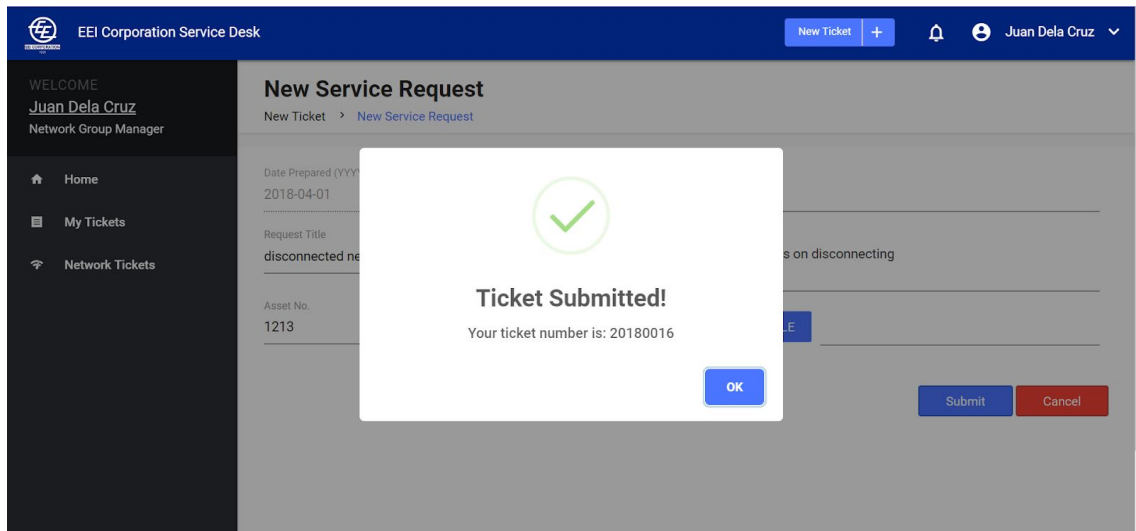 EEI Corporation Service Desk
New Ticket +
Juan Dela Cruz
WELCOME
Juan Dela Cruz
Network Group Manager
Home
My Tickets
Network Tickets
New Service Request
New Ticket > New Service Request
Date Prepared (YYY
2018-04-01
Request Title
disconnected ne
s on disconnecting
Asset No.
1213
LE
Ticket Submitted!
Your ticket number is: 20180016
OK
Submit
Cancel